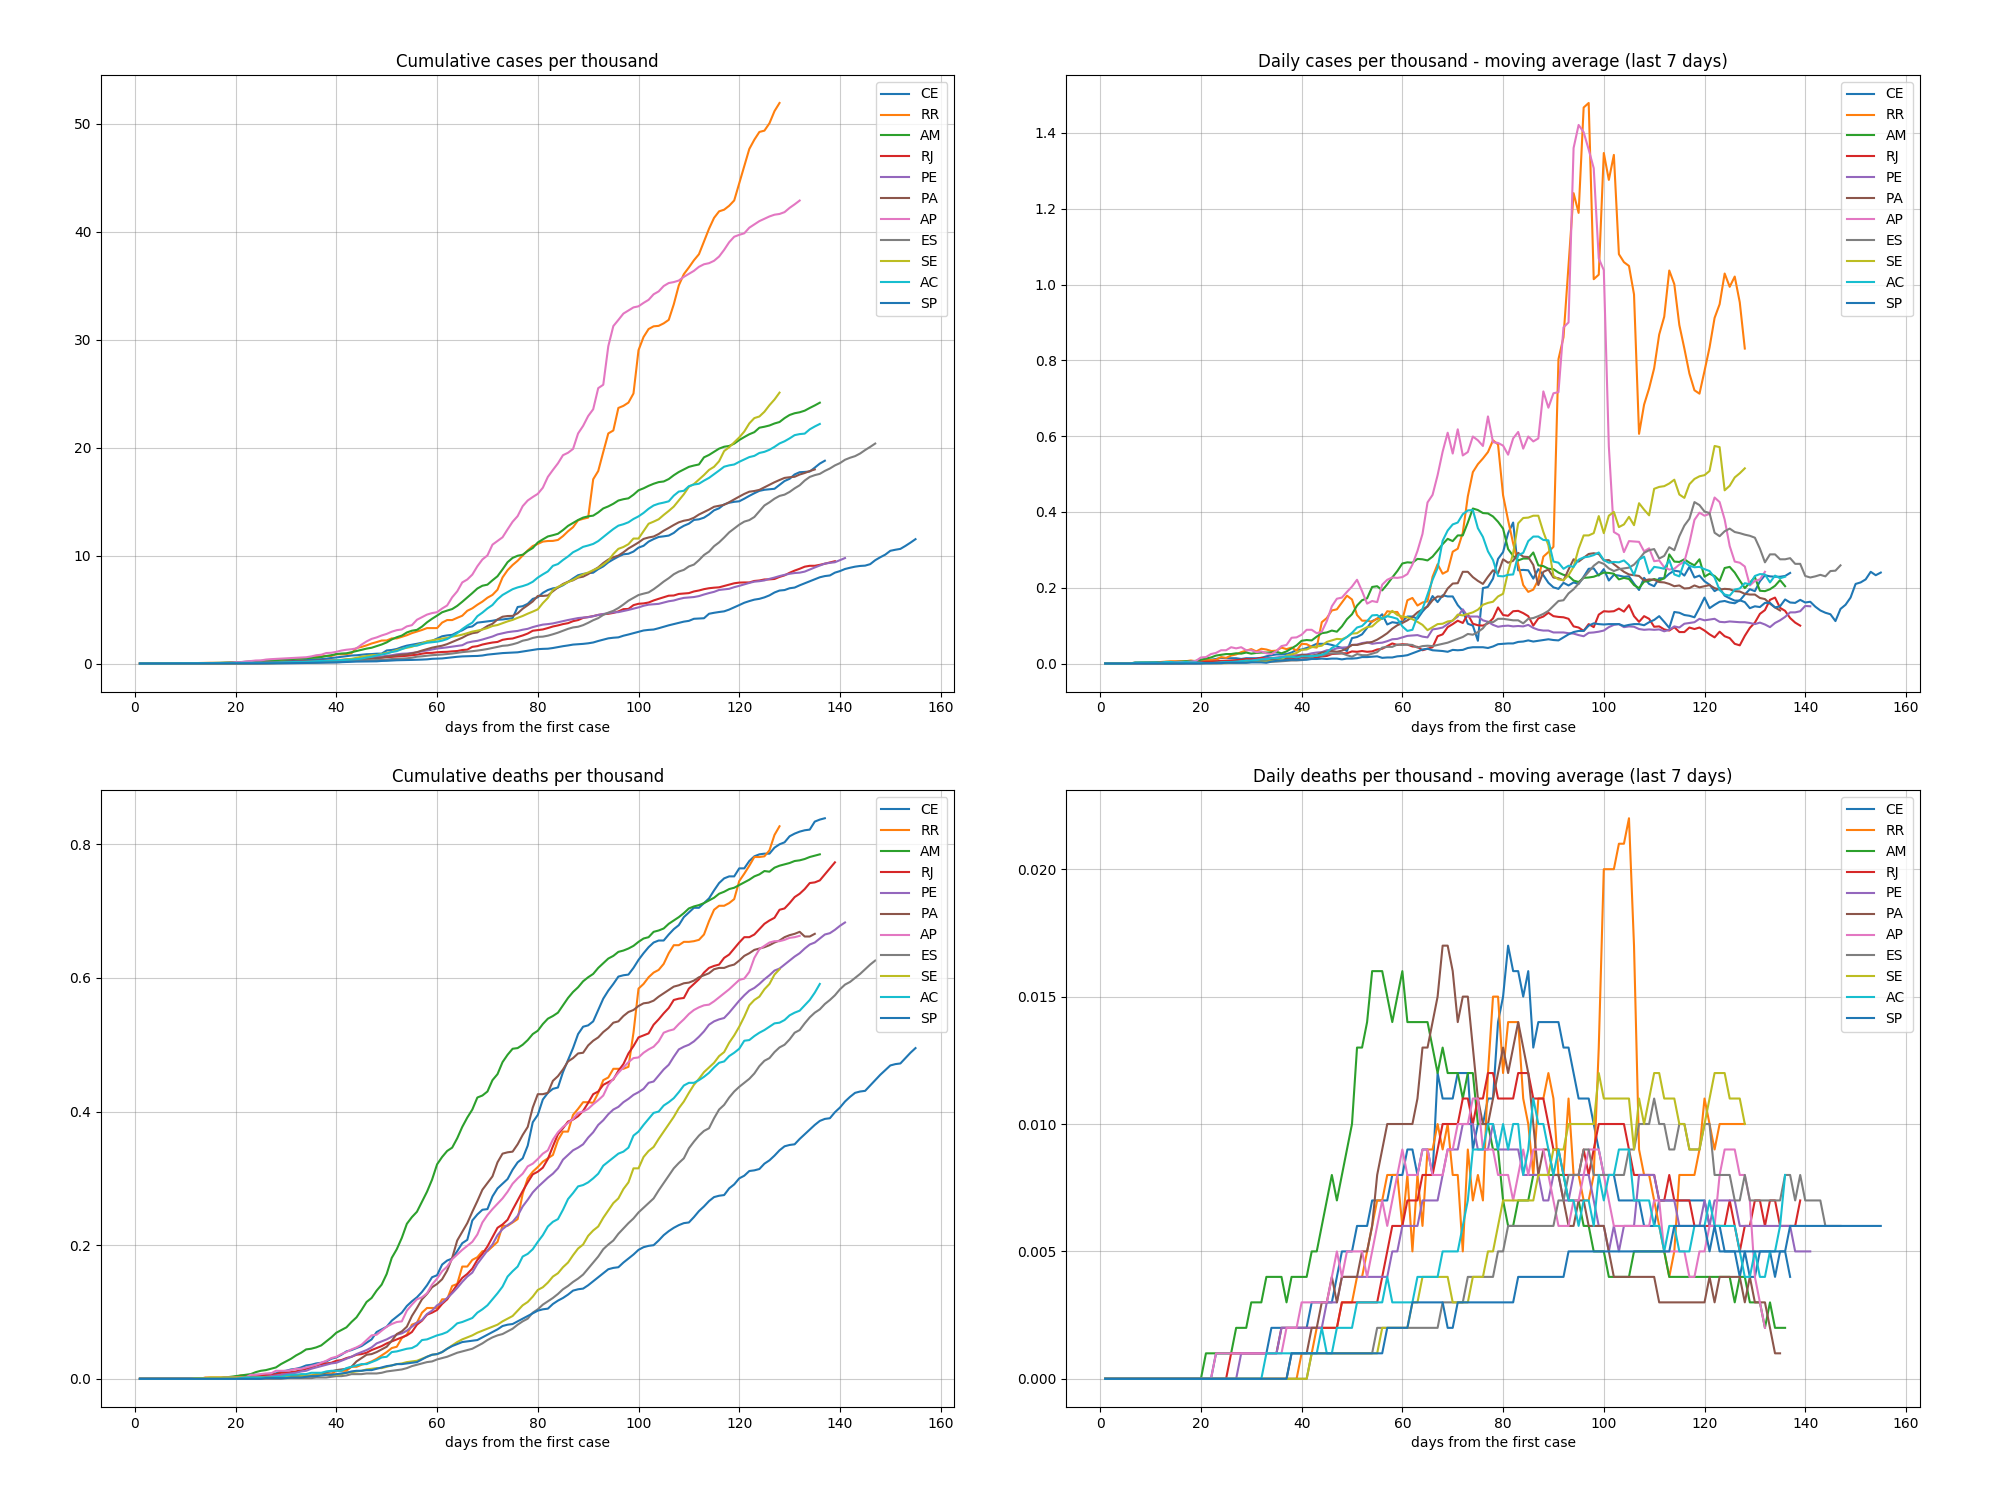 Cumulative cases per thousand
50
40
30
20
10
0
0 20 40 60 80 100 120 140 160
days from the first case
CE
RR
AM
RJ
PE
PA
AP
ES
SE
AC
SP
Daily cases per thousand - moving average (last 7 days)
1.4
1.2
1.0
0.8
0.6
0.4
0.2
0.0
0 20 40 60 80 100 120 140 160
days from the first case
CE
RR
AM
RJ
PE
PA
AP
ES
SE
AC
SP
Cumulative deaths per thousand
0.8
0.6
0.4
0.2
0.0
0 20 40 60 80 100 120 140 160
days from the first case
CE
RR
AM
RJ
PE
PA
AP
ES
SE
AC
SP
Daily deaths per thousand - moving average (last 7 days)
0.020
0.015
0.010
0.005
0.000
0 20 40 60 80 100 120 140 160
days from the first case
CE
RR
AM
RJ
PE
PA
AP
ES
SE
AC
SP